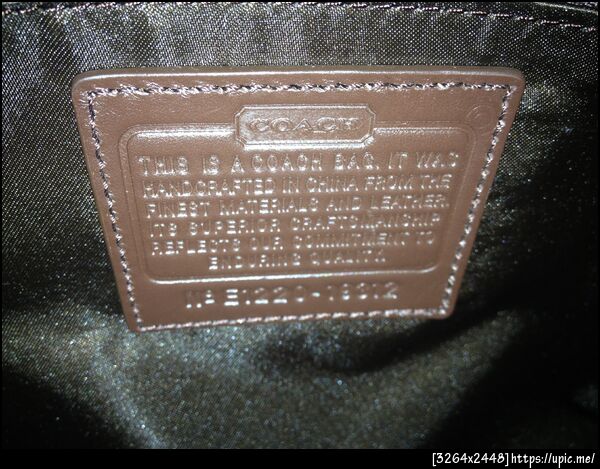 COACH
THIS IS A COACH BAG. IT WAS
HANDCRAFTED IN CHINA FROM THE
FINEST MATERIALS AND LEATHER.
ITS SUPERIOR CRAFTSMANSHIP
REFLECTS OUR COMMITMENT TO
ENDURING QUALITY.
[3264x2448]https://upic.me/